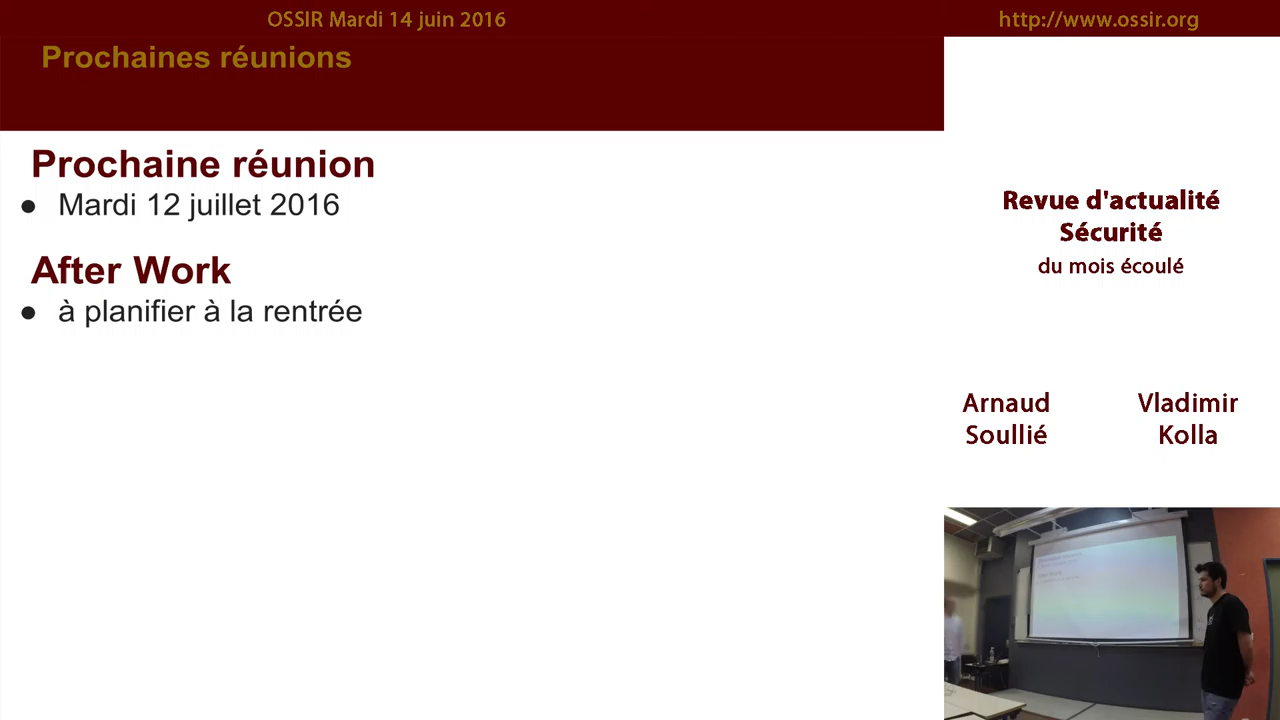 OSSIR Mardi 14 juin 2016
http://www.ossir.org
Prochaines réunions
Prochaine réunion
● Mardi 12 juillet 2016
After Work
● à planifier à la rentrée
Revue d'actualité
Sécurité
du mois écoulé
Arnaud
Soullié
Vladimir
Kolla